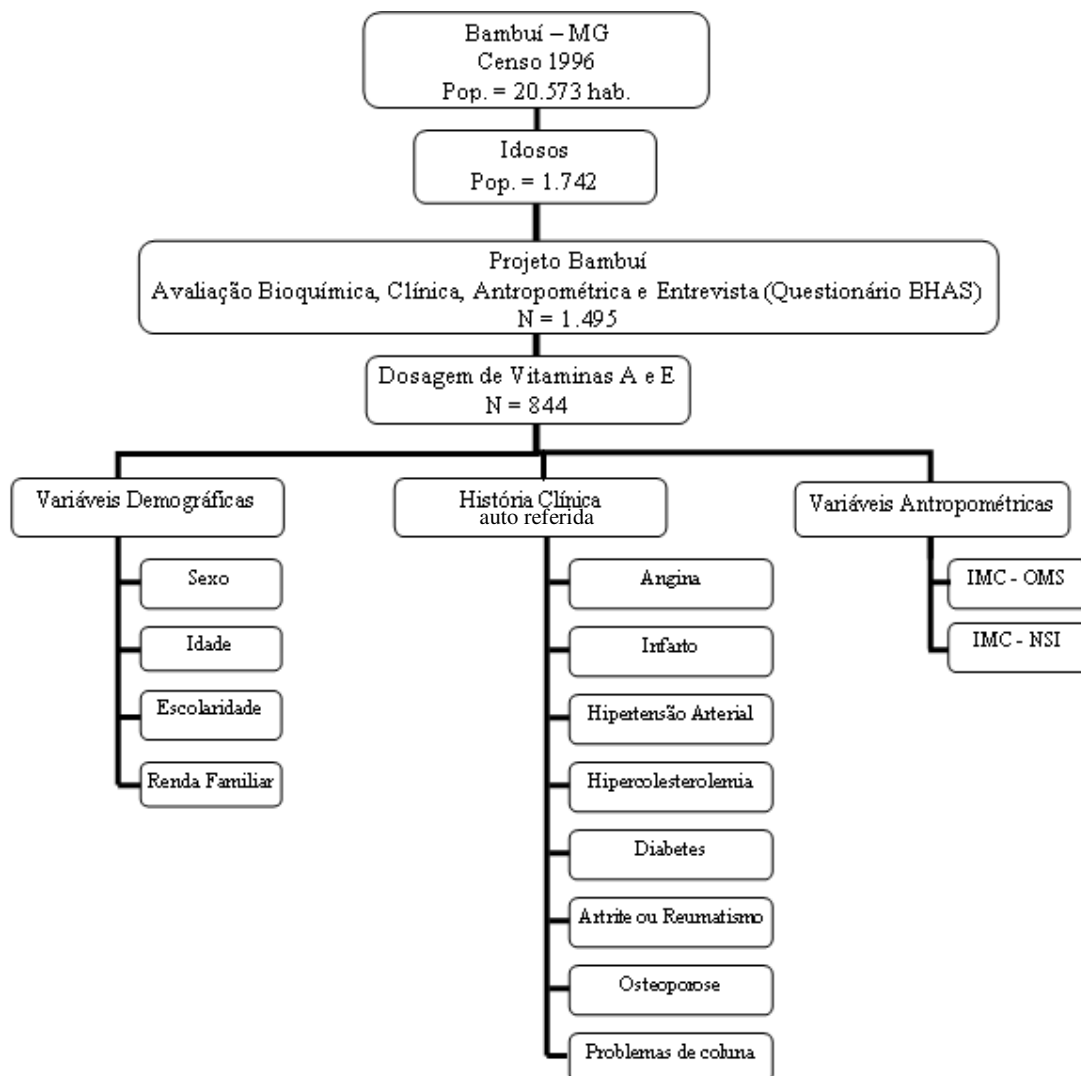 Bambuí – MG
Censo 1996
Pop. = 20.573 hab.
Idosos
Pop. = 1.742
Projeto Bambuí
Avaliação Bioquímica, Clínica, Antropométrica e Entrevista (Questionário BHAS)
N = 1.495
Dosagem de Vitaminas A e E
N = 844
Variáveis Demográficas
Sexo
Idade
Escolaridade
Renda Familiar
História Clínica
auto referida
Angina
Infarto
Hipertensão Arterial
Hipercolesterolemia
Diabetes
Artrite ou Reumatismo
Osteoporose
Problemas de coluna
Variáveis Antropométricas
IMC - OMS
IMC - NSI